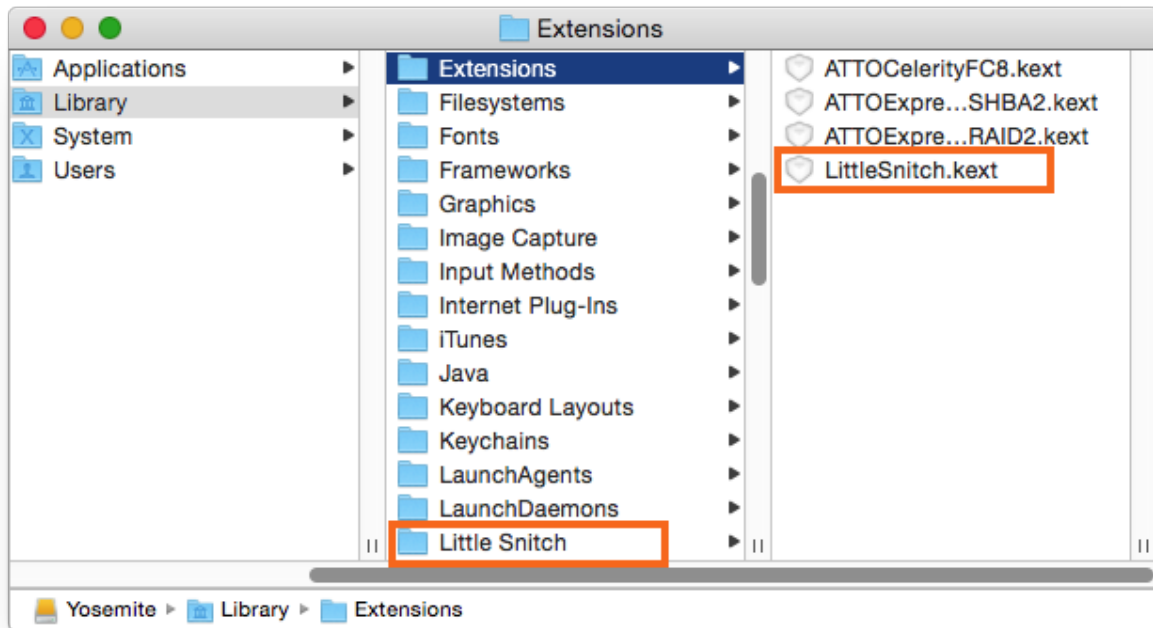 Extensions
Applications
Library
System
Users
Extensions
Filesystems
Fonts
Frameworks
Graphics
Image Capture
Input Methods
Internet Plug-Ins
iTunes
Java
Keyboard Layouts
Keychains
LaunchAgents
LaunchDaemons
Little Snitch
ATTOCelerityFC8.kext
ATTOExpre...SHBA2.kext
ATTOExpre...RAID2.kext
LittleSnitch.kext
Yosemite Library Extensions